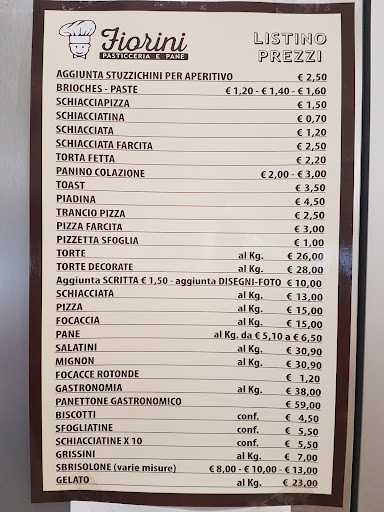 Fiorini
PASTICCERIA E PANE
LISTINO
PREZZI
AGGIUNTA STUZZICHINI PER APERITIVO € 2,50
BRIOCHES - PASTE € 1,20 - € 1,40 - € 1,60
SCHIACCIAPIZZA € 1,50
SCHIACCIATINA € 0,70
SCHIACCIATA € 1,20
SCHIACCIATA FARCITA € 2,50
TORTA FETTA € 2,20
PANINO COLAZIONE € 2,00 - € 3,00
TOAST € 3,50
PIADINA € 4,50
TRANCIO PIZZA € 2,50
PIZZA FARCITA € 3,00
PIZZETTA SFOGLIA € 1,00
TORTE al Kg. € 26,00
TORTE DECORATE al Kg. € 28,00
Aggiunta SCRITTA € 1,50 - aggiunta DISEGNI-FOTO € 10,00
SCHIACCIATA al Kg. € 13,00
PIZZA al Kg. € 15,00
FOCACCIA al Kg. € 15,00
PANE al Kg. da € 5,10 a € 6,50
SALATINI al Kg. € 30,90
MIGNON al Kg. € 30,90
FOCACCE ROTONDE € 1,20
GASTRONOMIA al Kg. € 38,00
PANETTONE GASTRONOMICO € 59,00
BISCOTTI conf. € 4,50
SFOGLIATINE conf. € 5,50
SCHIACCIATINE X 10 conf. € 5,50
GRISSINI al Kg. € 7,00
SBRISOLONE (varie misure) € 8,00 - € 10,00 - € 13,00
GELATO al Kg. € 23,00